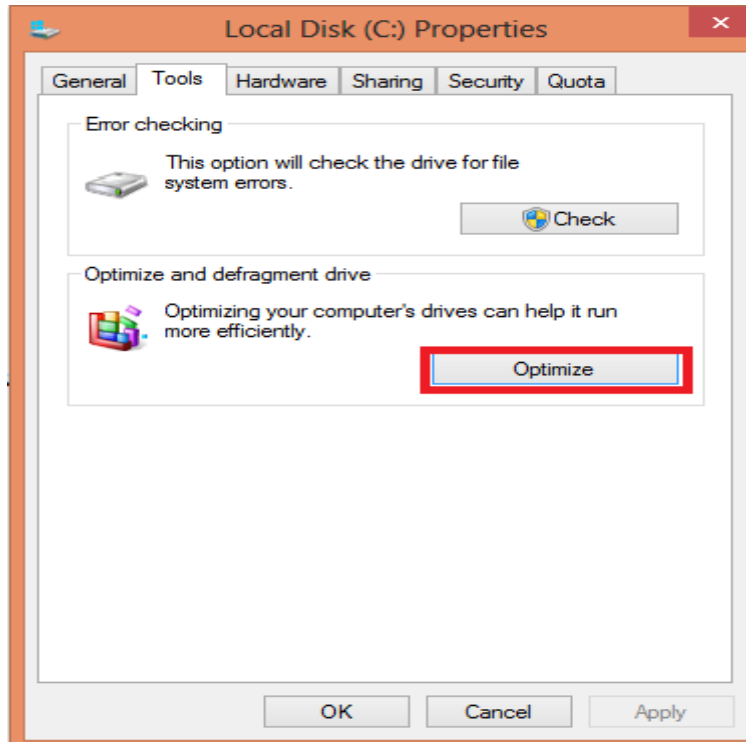 Local Disk (C:) Properties
General Tools Hardware Sharing Security Quota
Error checking
This option will check the drive for file
system errors.
Check
Optimize and defragment drive
Optimizing your computer's drives can help it run
more efficiently.
Optimize
OK Cancel Apply